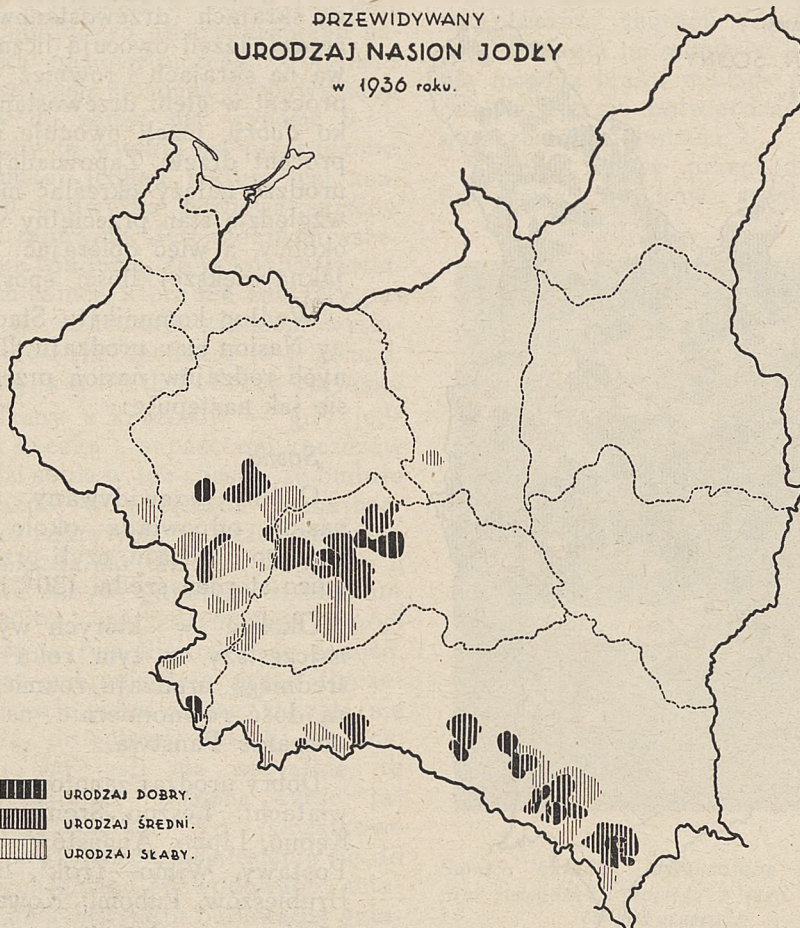 PRZEWIDYWANY
URODZAJ NASION JODŁY
w 1936 roku.
URODZAJ DOBRY.
URODZAJ ŚREDNI.
URODZAJ SŁABY.